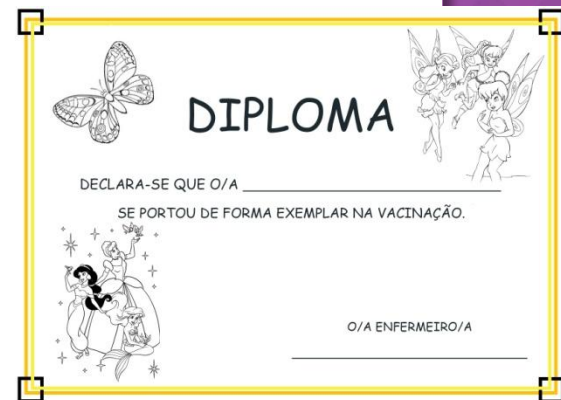 DIPLOMA
DECLARA-SE QUE O/A
SE PORTOU DE FORMA EXEMPLAR NA VACINAÇÃO.
O/A ENFERMEIRO/A